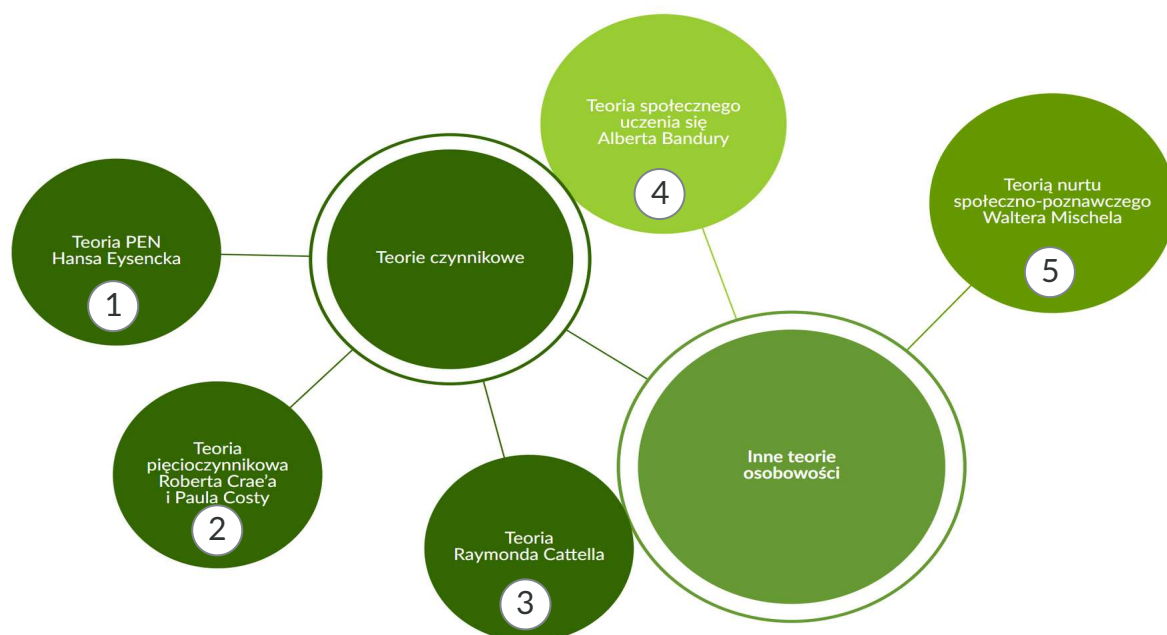 Teoria PEN
Hansa Eysencka
1
Teoria
pięcioczynnikowa
Roberta Crae'a
i Paula Costy
2
Teorie czynnikowe
Teoria
Raymonda Cattella
3
Teoria społecznego
uczenia się
Alberta Bandury
4
Teorią nurtu
społeczno-poznawczego
Waltera Mischela
5
Inne teorie
osobowości